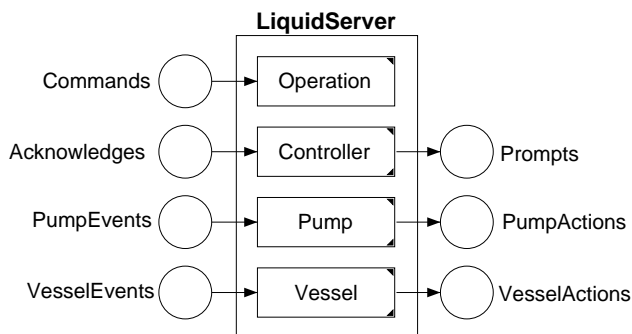 LiquidServer
Commands
Operation
Acknowledges
Controller
Prompts
PumpEvents
Pump
PumpActions
VesselEvents
Vessel
VesselActions